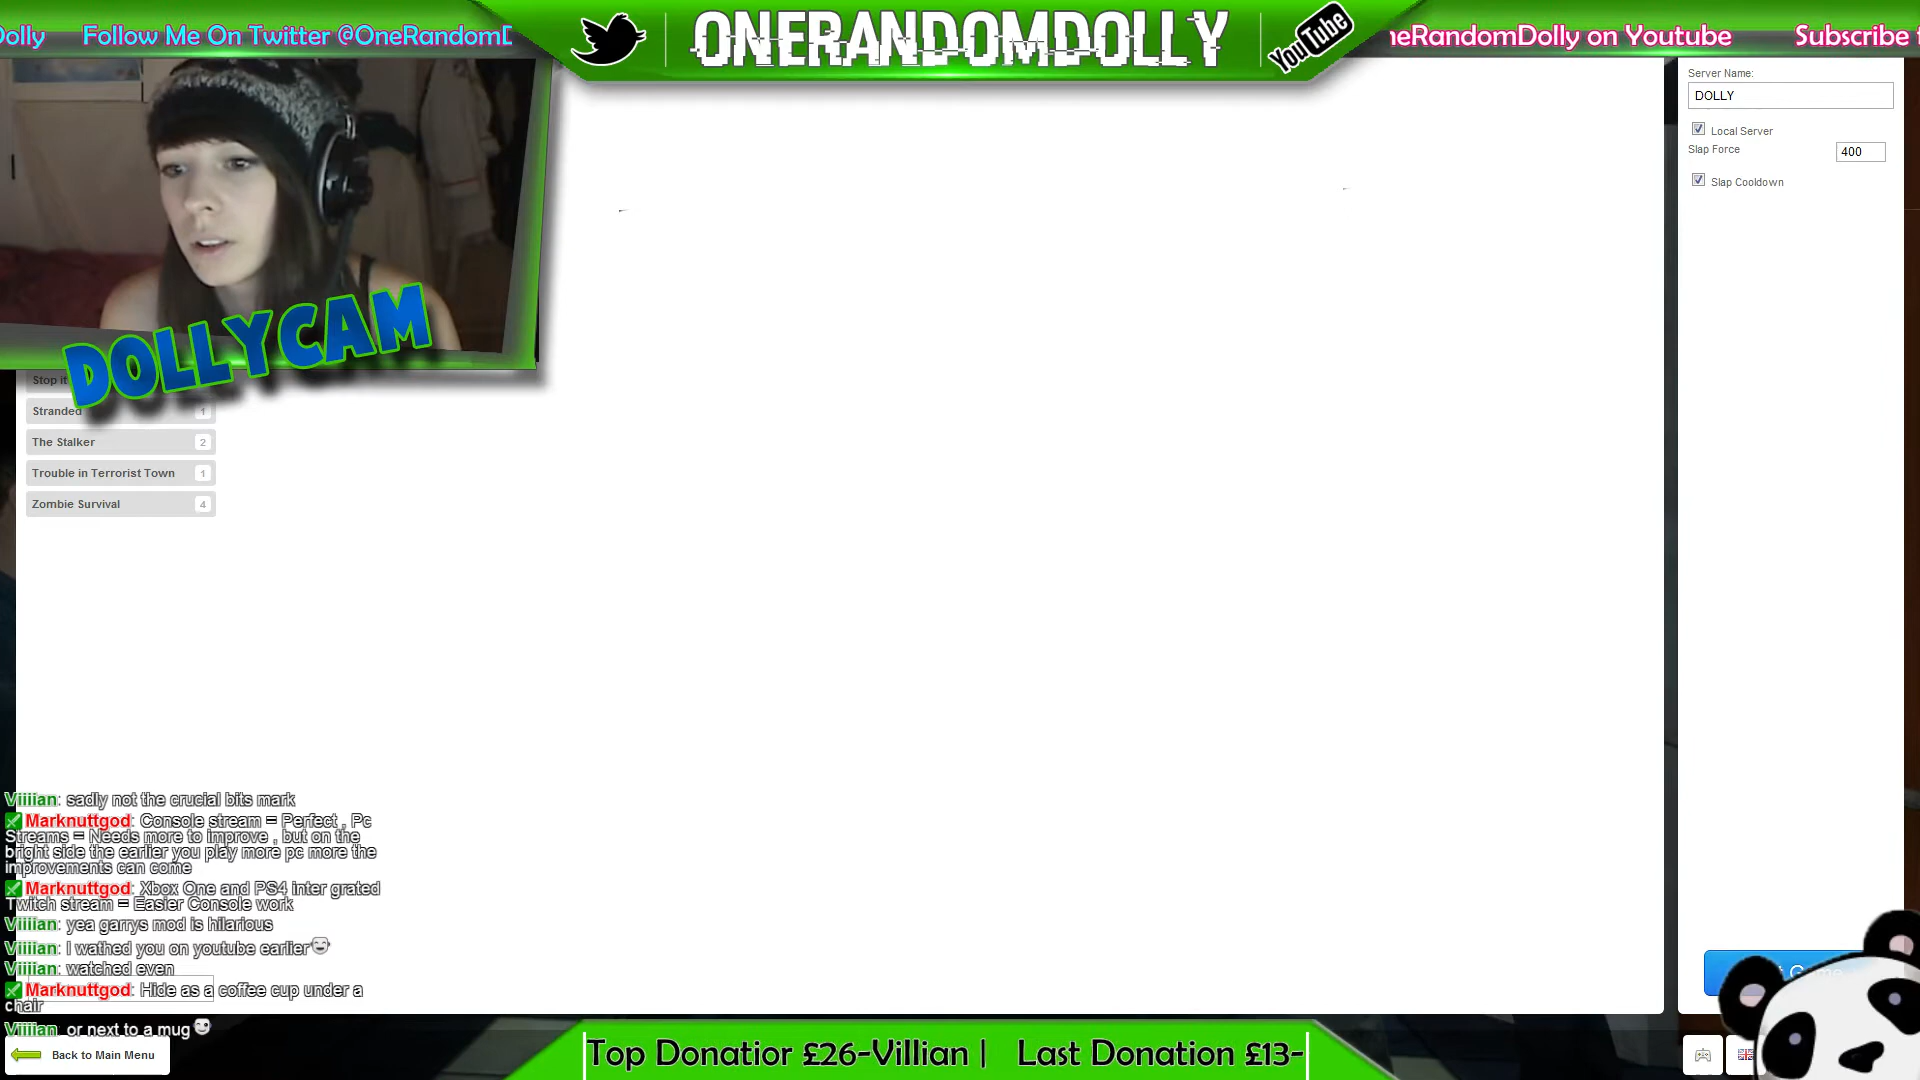 Dolly Follow Me On Twitter @OneRandomD
ONERANDOMDOLLY
YouTube
neRandomDolly on Youtube Subscribe
DOLLYCAM
Server Name:
DOLLY
Local Server
Slap Force 400
Slap Cooldown
Stop it
Stranded 1
The Stalker 2
Trouble in Terrorist Town 1
Zombie Survival 4
Viiiian: sadly not the crucial bits mark
Marknuttgod: Console stream = Perfect , Pc
Streams = Needs more to improve , but on the
bright side the earlier you play more pc more the
improvements can come
Marknuttgod: Xbox One and PS4 inter grated
Twitch stream = Easier Console work
Viiiian: yea garrys mod is hilarious
Viiiian: I wathed you on youtube earlier
Viiiian: watched even
Marknuttgod: Hide as a coffee cup under a
chair
Viiiian: or next to a mug
Back to Main Menu
Top Donatior £26-Villian | Last Donation £13-